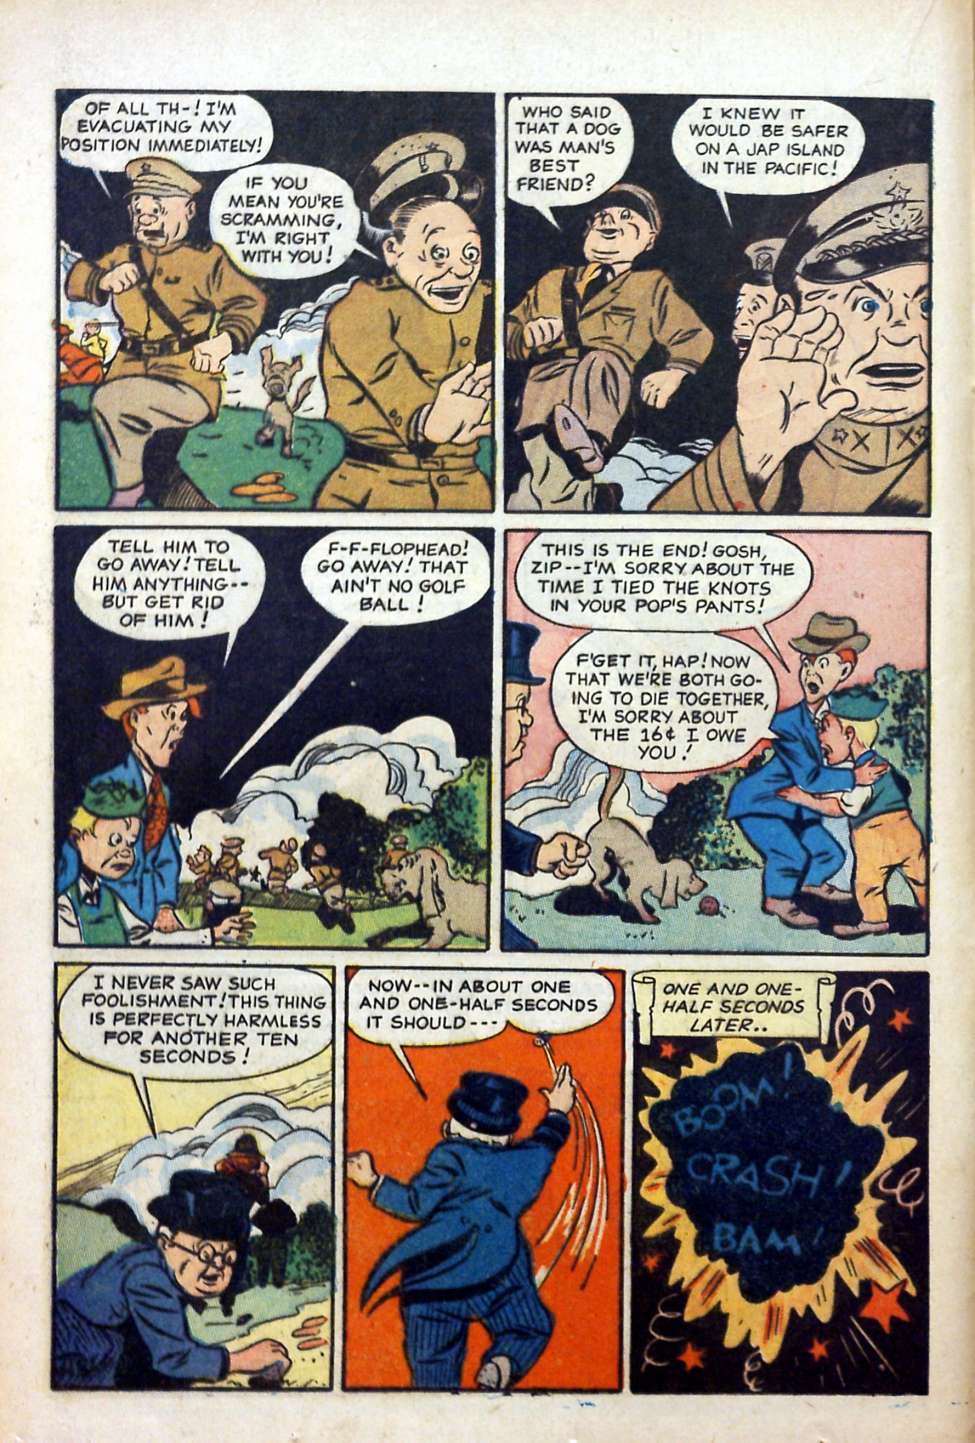 OF ALL TH-! I'M
EVACUATING MY
POSITION IMMEDIATELY!
IF YOU
MEAN YOU'RE
SCRAMMING,
I'M RIGHT
WITH YOU!
WHO SAID
THAT A DOG
WAS MAN'S
BEST
FRIEND?
I KNEW IT
WOULD BE SAFER
ON A JAP ISLAND
IN THE PACIFIC!
TELL HIM TO
GO AWAY! TELL
HIM ANYTHING--
BUT GET RID
OF HIM!
F-F-FLOPHEAD!
GO AWAY! THAT
AIN'T NO GOLF
BALL!
THIS IS THE END! GOSH,
ZIP--I'M SORRY ABOUT THE
TIME I TIED THE KNOTS
IN YOUR POP'S PANTS!
F'GET IT, HAP! NOW
THAT WE'RE BOTH GO-
ING TO DIE TOGETHER,
I'M SORRY ABOUT
THE 16¢ I OWE
YOU!
I NEVER SAW SUCH
FOOLISHMENT! THIS THING
IS PERFECTLY HARMLESS
FOR ANOTHER TEN
SECONDS!
NOW--IN ABOUT ONE
AND ONE-HALF SECONDS
IT SHOULD---
ONE AND ONE-
HALF SECONDS
LATER..
BOOM!
CRASH!
BAM!